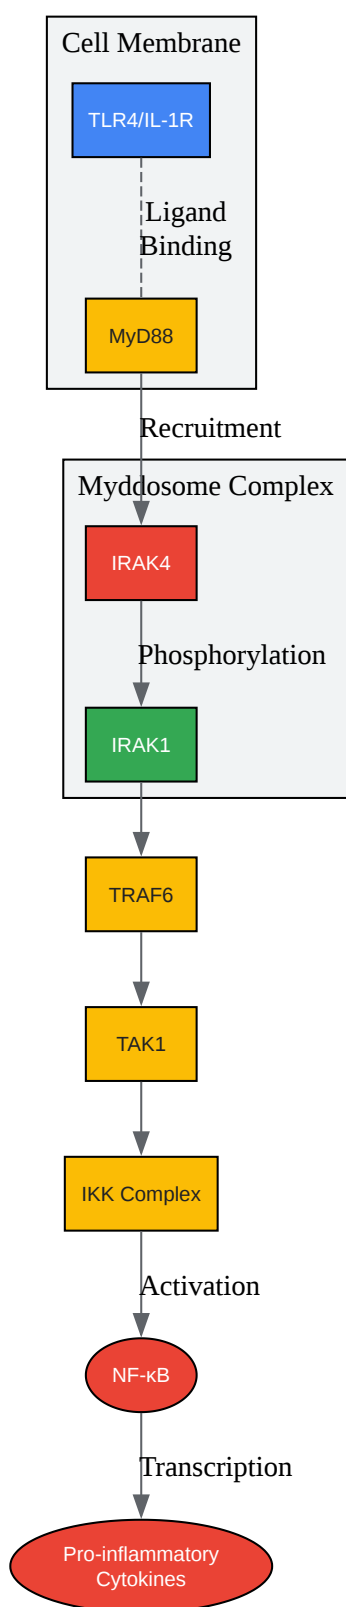 Cell Membrane
TLR4/IL-1R
Ligand
Binding
MyD88
Recruitment
Myddosome Complex
IRAK4
Phosphorylation
IRAK1
TRAF6
TAK1
IKK Complex
Activation
NF-κB
Transcription
Pro-inflammatory
Cytokines